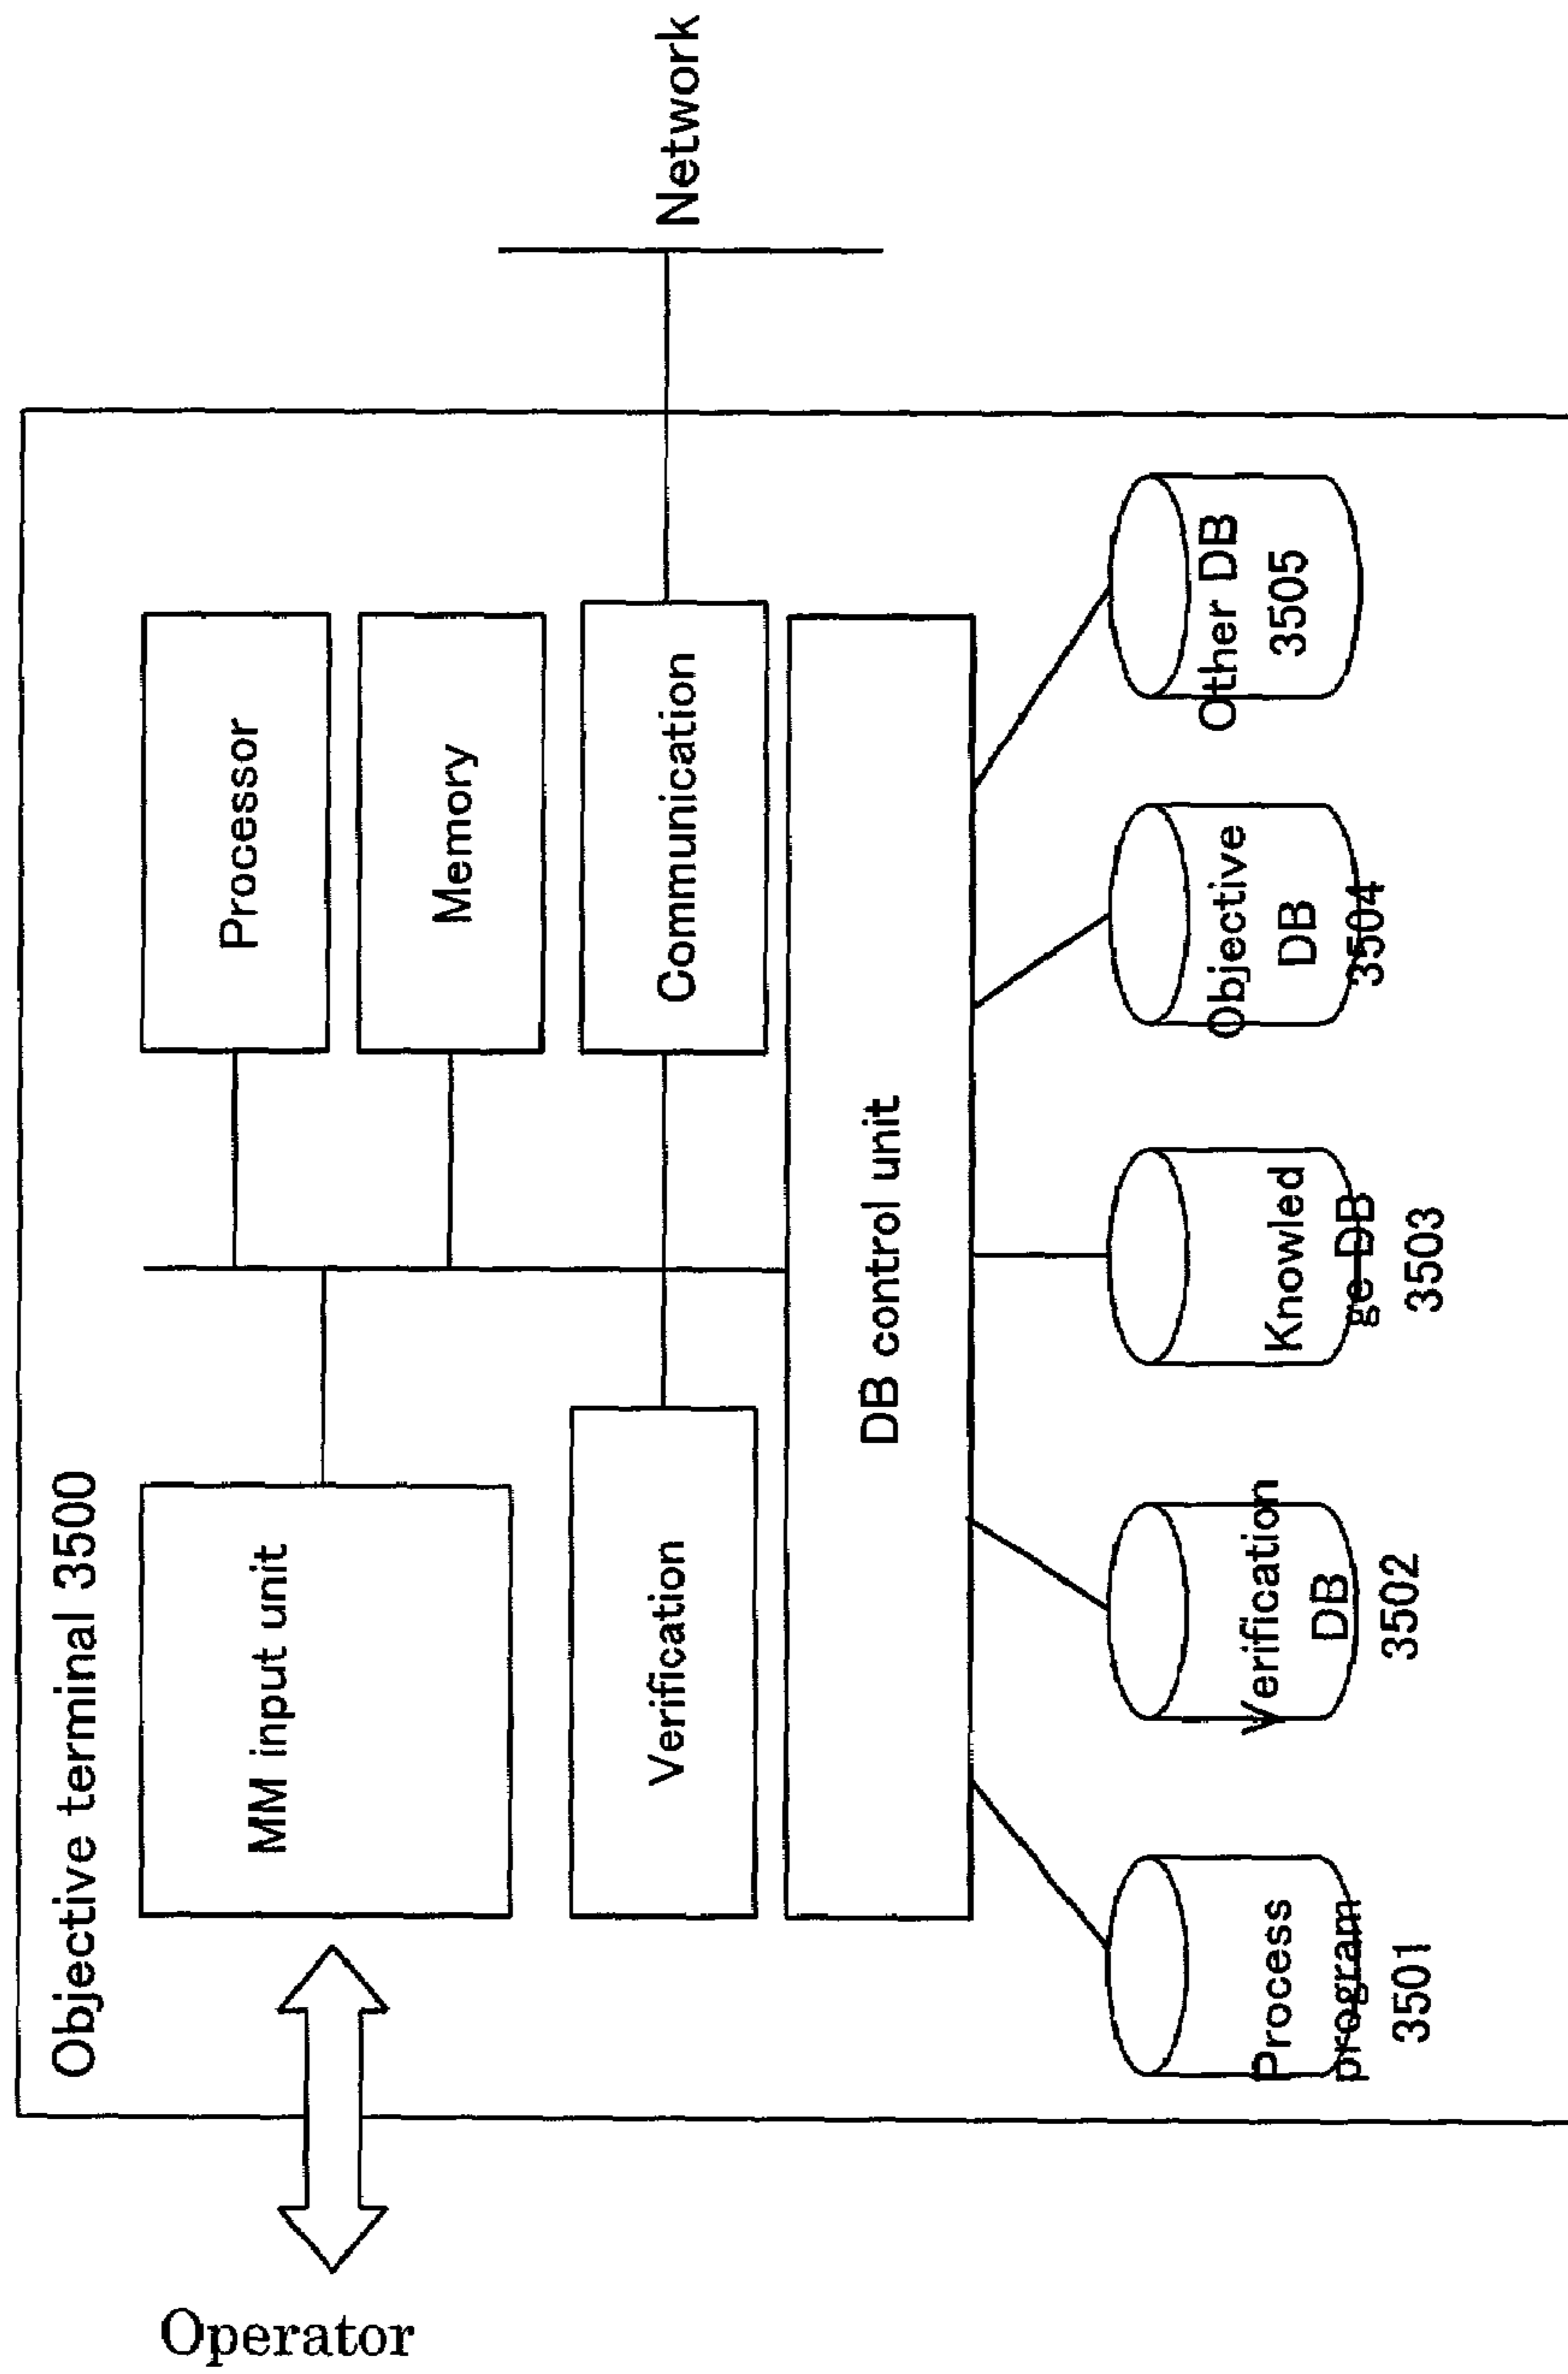 Objective terminal 3500
Operator
MM input unit
Processor
Memory
Verification
Communication
Network
DB control unit
Process
program
3501
Verification
DB
3502
Knowled
ge DB
3503
Objective
DB
3504
Other DB
3505